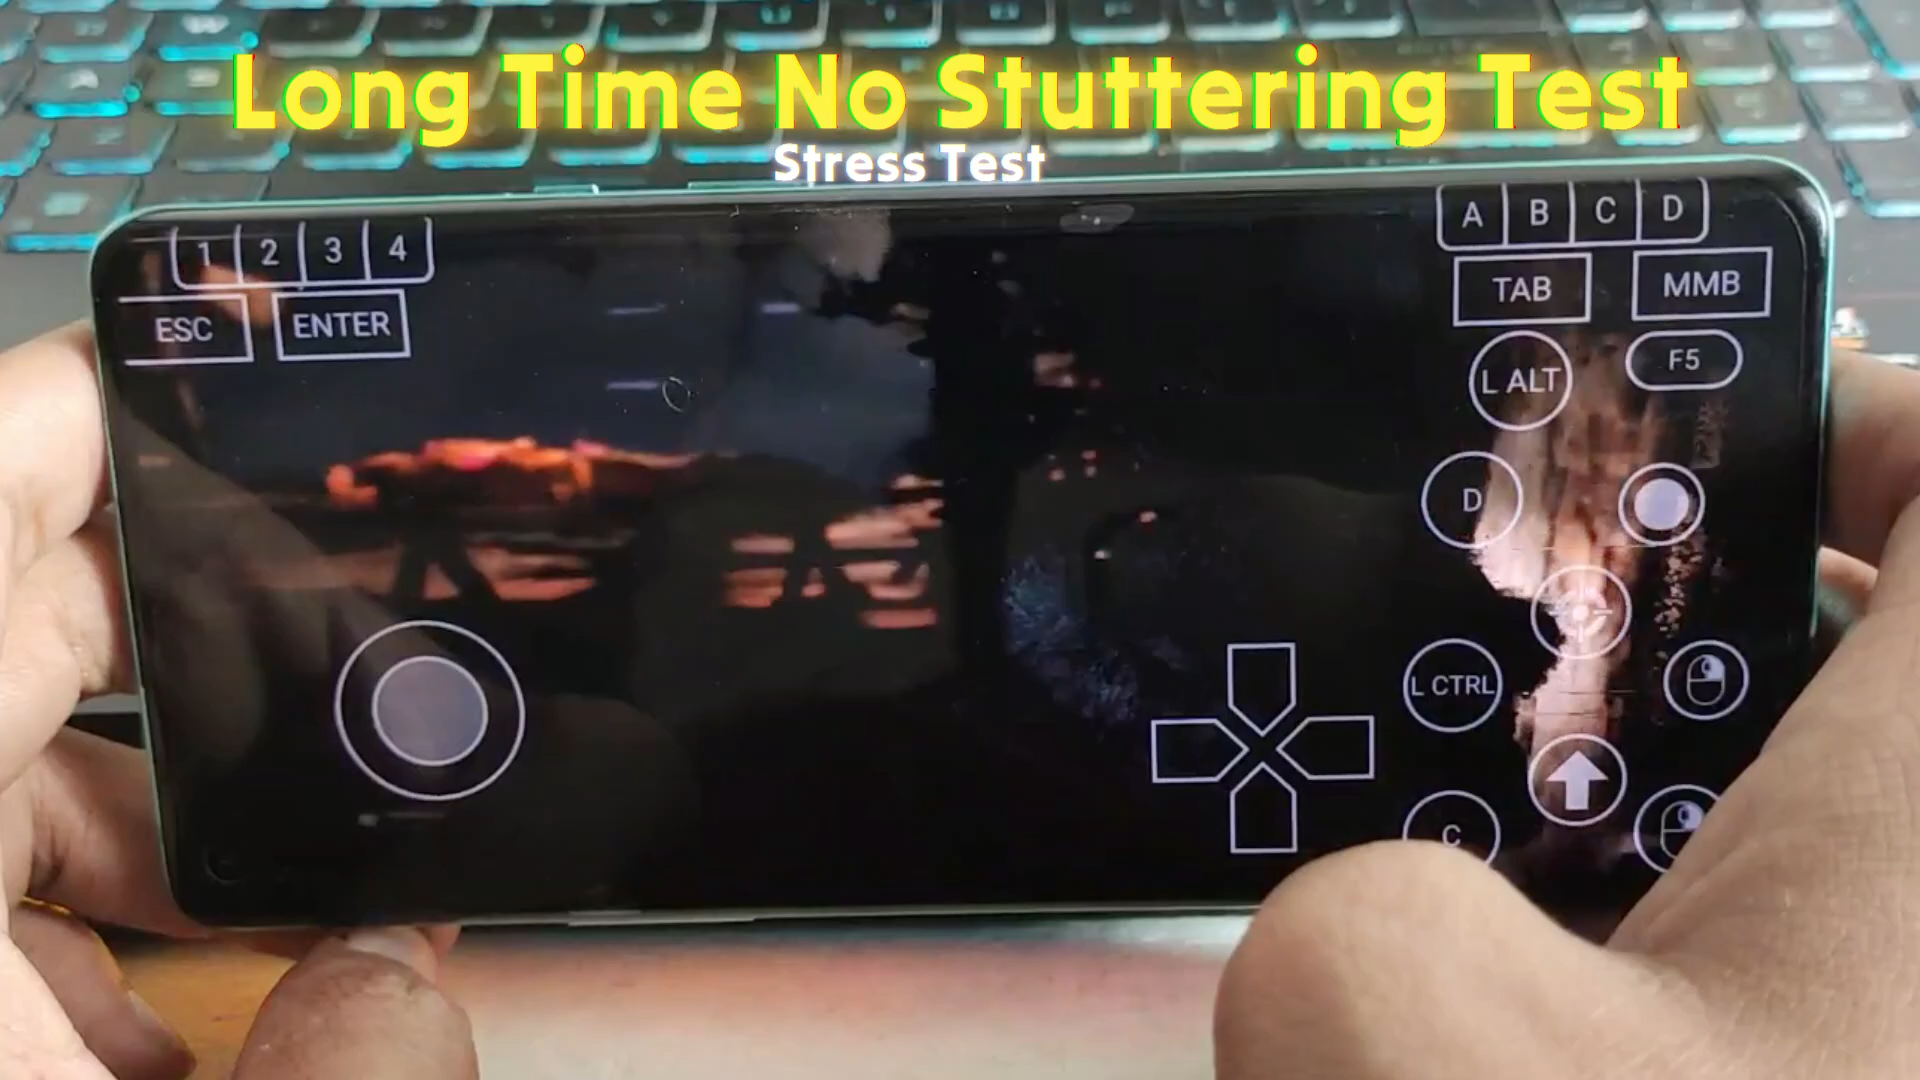 Long Time No Stuttering Test
Stress Test
1 2 3 4
A B C D
ESC ENTER
TAB MMB
L ALT F5
D
L CTRL
C